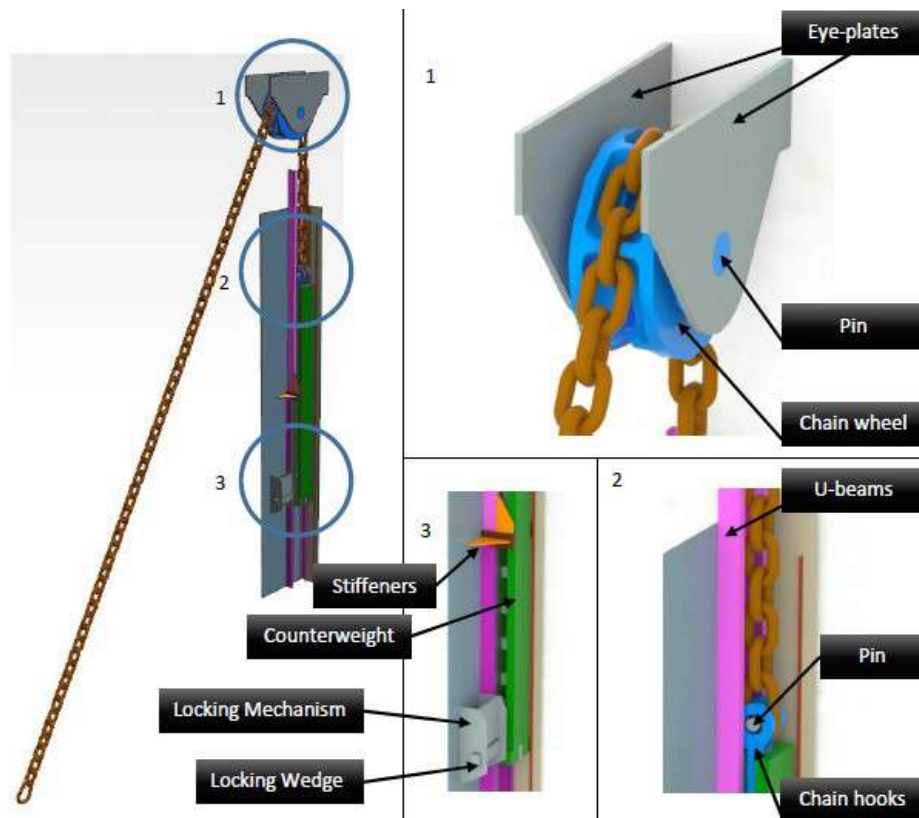 1
2
3
1
Eye-plates
Pin
Chain wheel
3
Stiffeners
Counterweight
Locking Mechanism
Locking Wedge
2
U-beams
Pin
Chain hooks